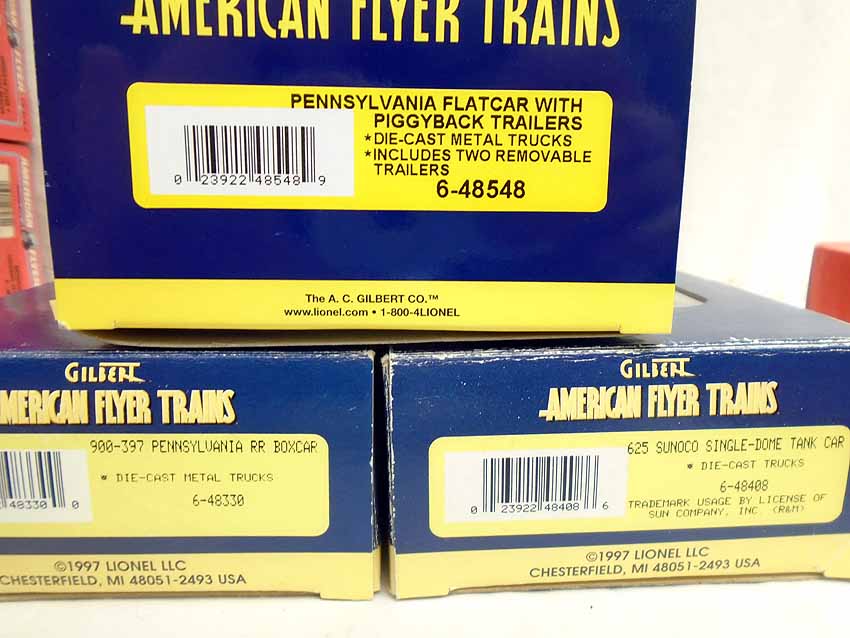 AMERICAN FLYER TRAINS
PENNSYLVANIA FLATCAR WITH
PIGGYBACK TRAILERS
*DIE-CAST METAL TRUCKS
*INCLUDES TWO REMOVABLE
TRAILERS
6-48548
0 23922 48548 9
The A. C. GILBERT CO.™
www.lionel.com • 1-800-4LIONEL
GILBERT
AMERICAN FLYER TRAINS
900-397 PENNSYLVANIA RR BOXCAR
* DIE-CAST METAL TRUCKS
6-48330
48330 0
©1997 LIONEL LLC
CHESTERFIELD, MI 48051-2493 USA
GILBERT
AMERICAN FLYER TRAINS
625 SUNOCO SINGLE-DOME TANK CAR
* DIE-CAST TRUCKS
6-48408
0 23922 48408 6
TRADEMARK USAGE BY LICENSE OF
SUN COMPANY, INC. (R&M)
©1997 LIONEL LLC
CHESTERFIELD, MI 48051-2493 USA
AMERICAN FLYER